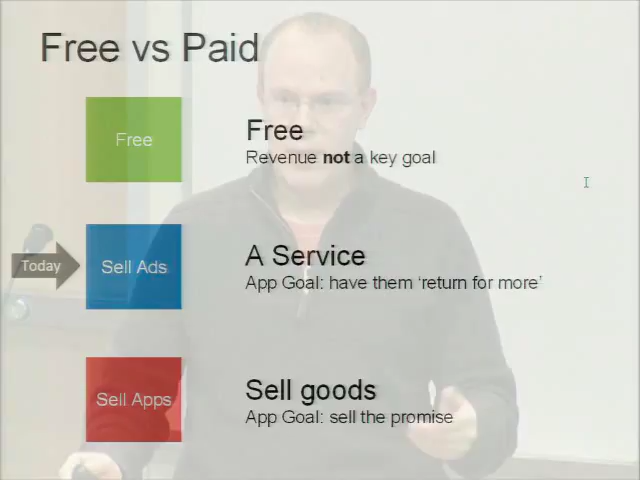 Free vs Paid
Free
Free
Revenue not a key goal
Today
Sell Ads
A Service
App Goal: have them ‘return for more’
Sell Apps
Sell goods
App Goal: sell the promise